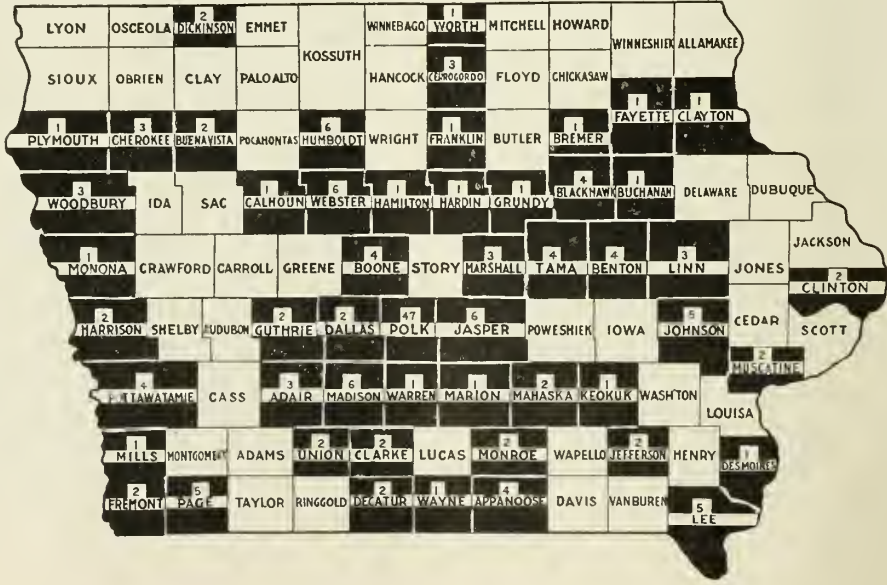 LYON OSCEOLA 2 DICKINSON EMMET WINNEBAGO 1 WORTH MITCHELL HOWARD
KOSSUTH WINNESHIEK ALLAMAKEE
SIOUX OBRIEN CLAY PALO ALTO HANCOCK 3 CERROGORDO FLOYD CHICKASAW
1 PLYMOUTH 3 CHEROKEE 2 BUENAVISTA POCAHONTAS 6 HUMBOLDT WRIGHT 1 FRANKLIN BUTLER 1 BREMER 1 FAYETTE 1 CLAYTON
3 WOODBURY IDA SAC 1 CALHOUN 6 WEBSTER 1 HAMILTON 1 HARDIN 1 GRUNDY 4 BLACKHAWK 1 BUCHANAN DELAWARE DUBUQUE
1 MONONA CRAWFORD CARROLL GREENE 4 BOONE STORY 3 MARSHALL 4 TAMA 4 BENTON 3 LINN JONES JACKSON
2 CLINTON
2 HARRISON SHELBY AUDUBON 2 GUTHRIE 2 DALLAS 47 POLK 6 JASPER POWESHIEK IOWA 5 JOHNSON CEDAR SCOTT
2 MUSCATINE
4 POTTAWATAMIE CASS 3 ADAIR 6 MADISON 1 WARREN 1 MARION 2 MAHASKA 1 KEOKUK WASH'TON LOUISA
1 MILLS MONTGOMERY ADAMS 2 UNION 2 CLARKE LUCAS 2 MONROE WAPELLO 2 JEFFERSON HENRY 1 DESMOIRES
2 FREMONT 5 PAGE TAYLOR RINGGOLD 2 DECATUR 1 WAYNE 4 APPANOOSE DAVIS VANBUREN 5 LEE